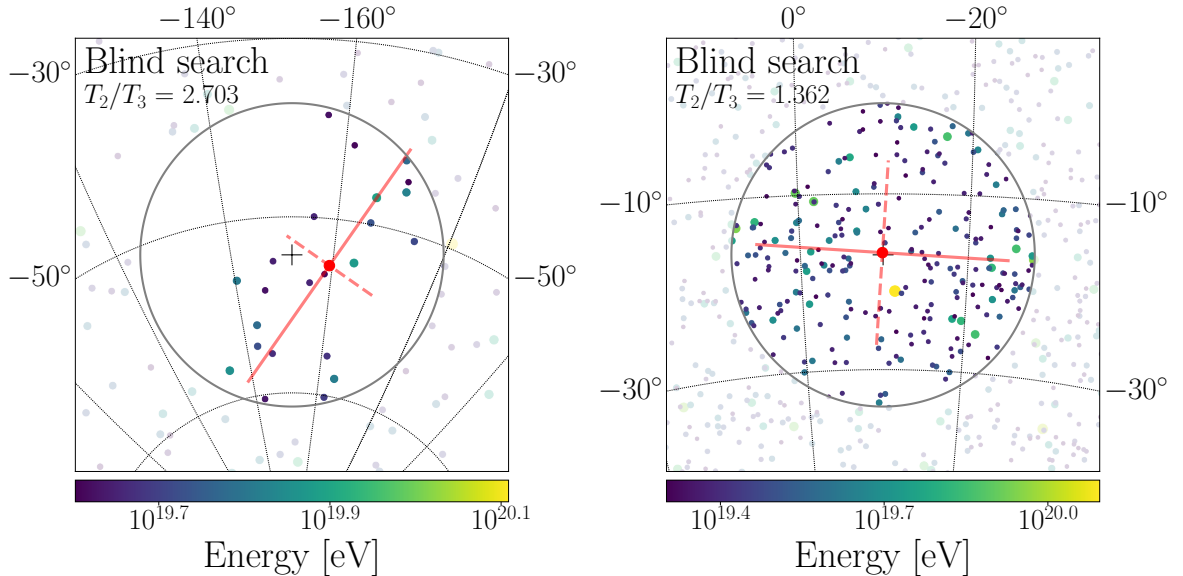 −140° −160° 0° −20°
Blind search
T₂/T₃ = 2.703
Blind search
T₂/T₃ = 1.362
−30° −30°
−10° −10°
−50° −50°
−30° −30°
10^19.7 10^19.9 10^20.1
10^19.4 10^19.7 10^20.0
Energy [eV]
Energy [eV]